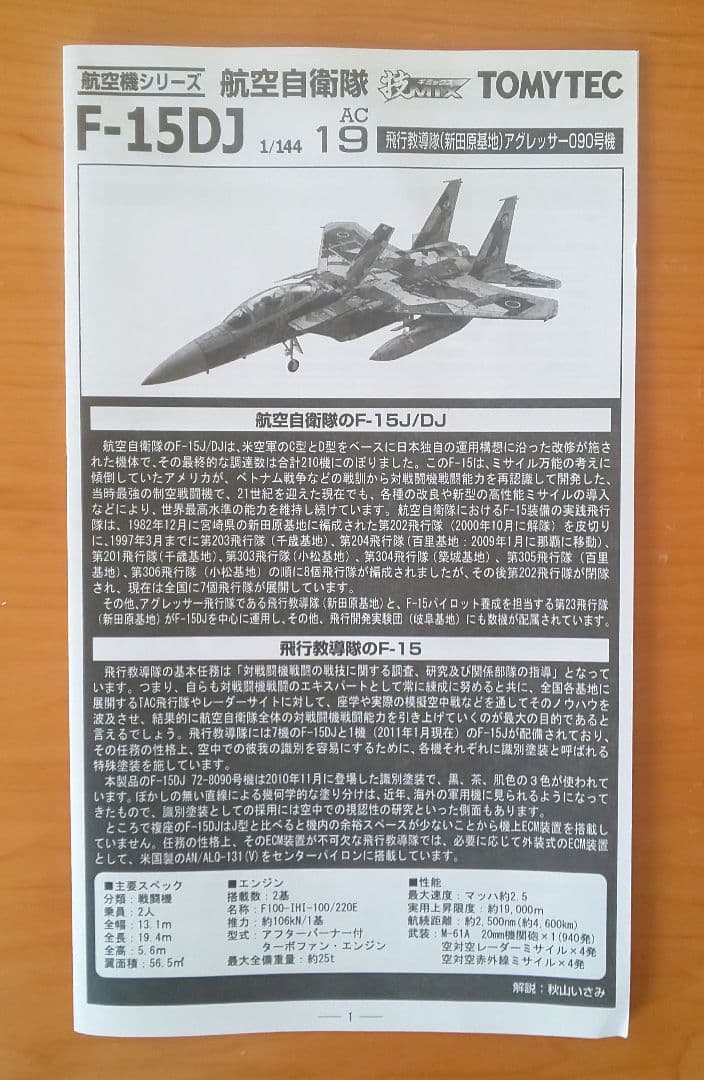 航空機シリーズ 航空自衛隊 技MIX ギミックス TOMYTEC
F-15DJ 1/144 AC 19 飛行教導隊(新田原基地)アグレッサー090号機
航空自衛隊のF-15J/DJ
航空自衛隊のF-15J/DJは、米空軍のC型とD型をベースに日本独自の運用構想に沿った改修が施さ
れた機体で、その最終的な調達数は合計210機にのぼりました。このF-15は、ミサイル万能の考えに
傾倒していたアメリカが、ベトナム戦争などの戦訓から対戦闘機戦闘能力を再認識して開発した、
当時最強の制空戦闘機で、21世紀を迎えた現在でも、各種の改良や新型の高性能ミサイルの導入
などにより、世界最高水準の能力を維持し続けています。航空自衛隊におけるF-15装備の実践飛行
隊は、1982年12月に宮崎県の新田原基地に編成された第202飛行隊（2000年10月に解隊）を皮切り
に、1997年3月までに第203飛行隊（千歳基地）、第204飛行隊（百里基地：2009年1月に那覇に移動）、
第201飛行隊（千歳基地）、第303飛行隊（小松基地）、第304飛行隊（築城基地）、第305飛行隊（百里
基地）、第306飛行隊（小松基地）の順に8個飛行隊が編成されましたが、その後第202飛行隊が閉隊
され、現在は全国に7個飛行隊が展開しています。
その他、アグレッサー飛行隊である飛行教導隊（新田原基地）と、F-15パイロット養成を担当する第23飛行隊
（新田原基地）がF-15DJを中心に運用し、その他、飛行開発実験団（岐阜基地）にも数機が配属されています。
飛行教導隊のF-15
飛行教導隊の基本任務は「対戦闘機戦闘の戦技に関する調査、研究及び関係部隊の指導」となって
います。つまり、自らも対戦闘機戦闘のエキスパートとして常に練成に努めると共に、全国各基地に
展開するTAC飛行隊やレーダーサイトに対して、座学や実際の模擬空中戦などを通してそのノウハウを
波及させ、結果的に航空自衛隊全体の対戦闘機戦闘能力を引き上げていくのが最大の目的であると
言えるでしょう。飛行教導隊には7機のF-15DJと1機（2011年1月現在）のF-15Jが配備されており、
その任務の性格上、空中での彼我の識別を容易にするために、各機それぞれに識別塗装と呼ばれる
特殊塗装を施しています。
本製品のF-15DJ 72-8090号機は2010年11月に登場した識別塗装で、黒、茶、肌色の３色が使われて
います。ぼかしの無い直線による幾何学的な塗り分けは、近年、海外の軍用機に見られるようになって
きたもので、識別塗装としての採用には空中での視認性の研究といった側面もあります。
ところで複座のF-15DJはJ型と比べると機内の余裕スペースが少ないことから機上ECM装置を搭載し
ていません。任務の性格上、そのECM装置が不可欠な飛行教導隊では、必要に応じて外装式のECM装置
として、米国製のAN/ALQ-131(V)をセンターパイロンに搭載しています。
■主要スペック
分類：戦闘機
乗員：2人
全幅：13.1m
全長：19.4m
全高：5.6m
翼面積：56.5㎡
■エンジン
搭載数：2基
名称：F100-IHI-100/220E
推力：約106kN/1基
型式：アフターバーナー付
ターボファン・エンジン
最大全備重量：約25t
■性能
最大速度：マッハ約2.5
実用上昇限度：約19,000m
航続距離：約2,500nm(約4,600km)
武装：M-61A 20mm機関砲×1(940発)
空対空レーダーミサイル×4発
空対空赤外線ミサイル×4発
解説：秋山いさみ
1